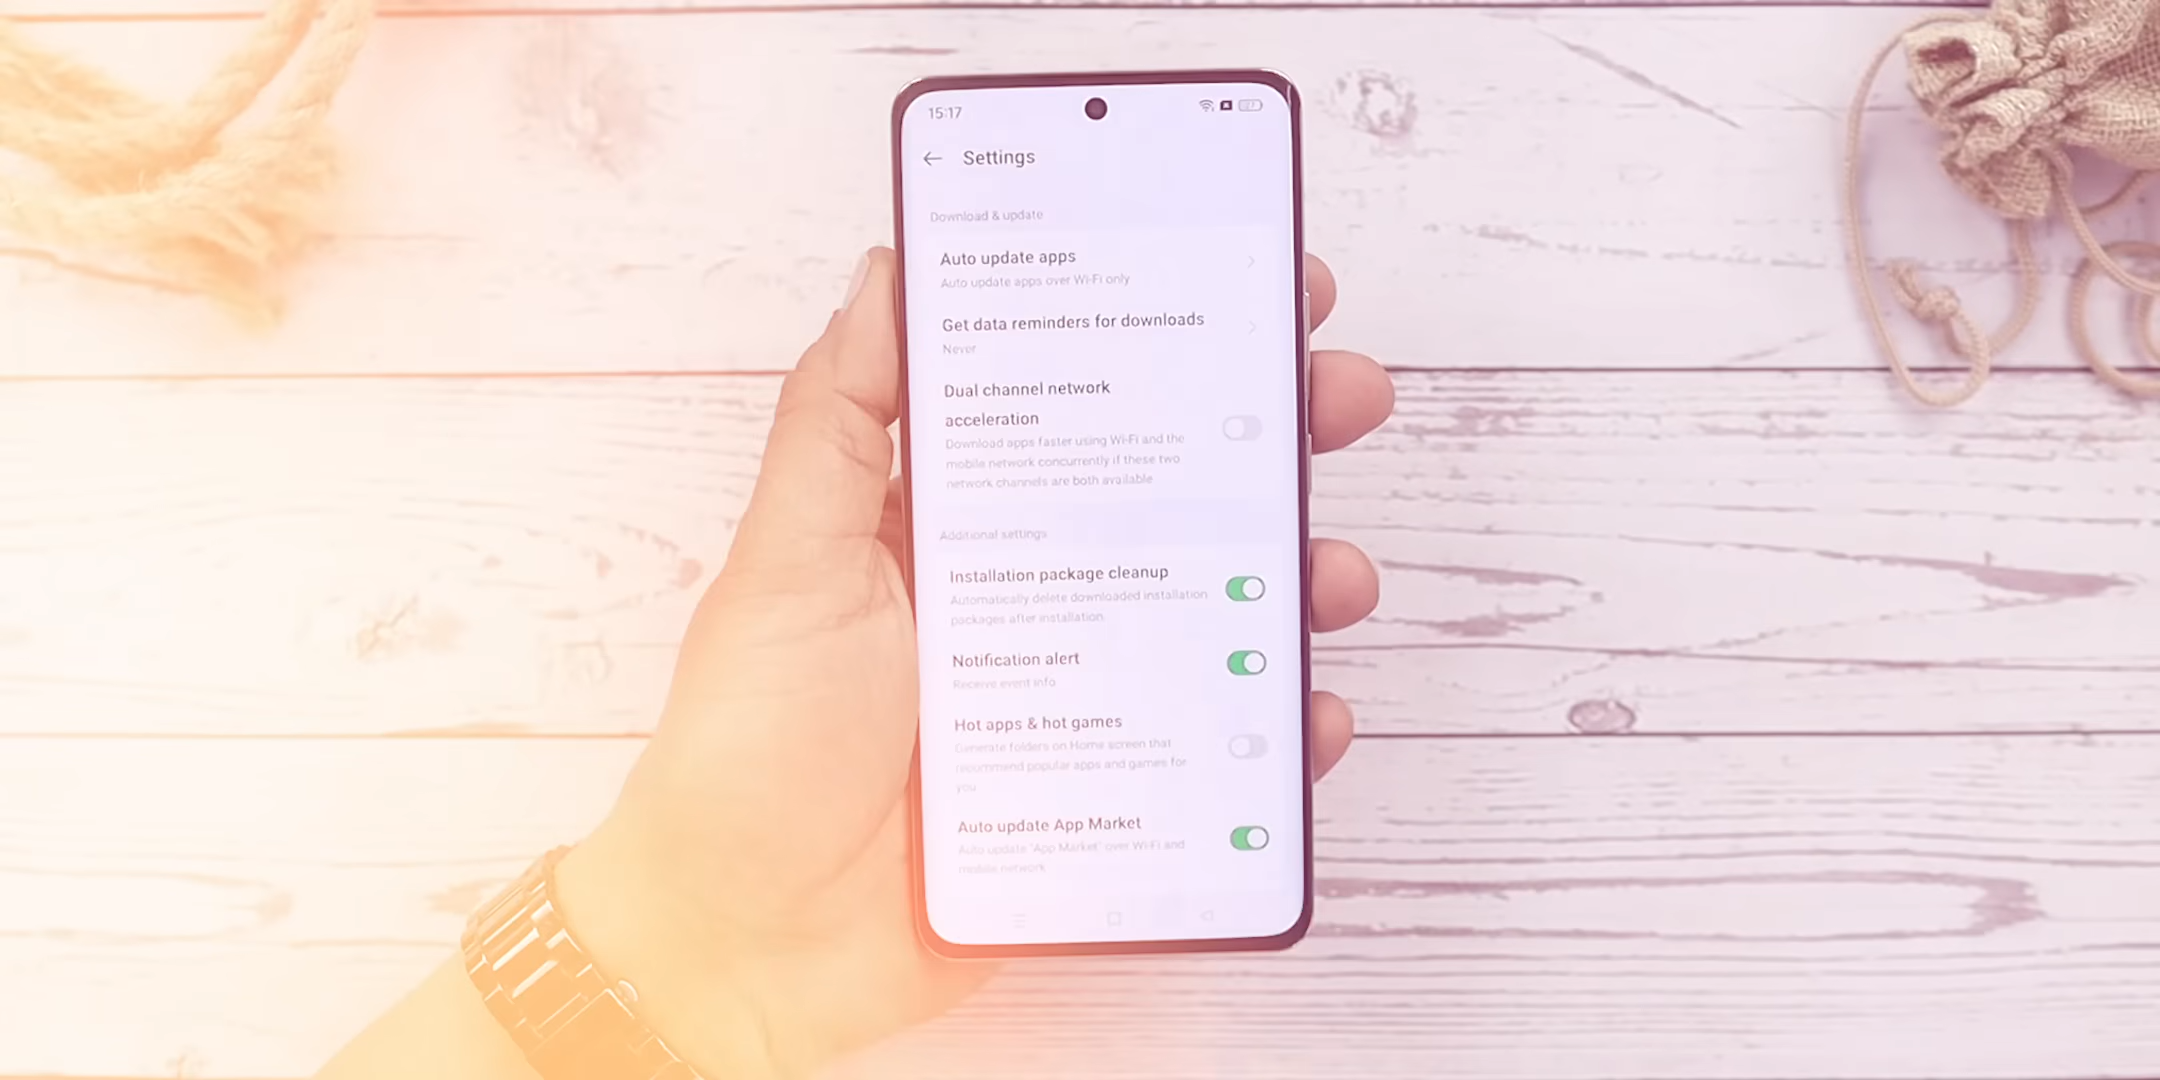 15:17
Settings
Download & update
Auto update apps
Auto update apps over Wi-Fi only
Get data reminders for downloads
Never
Dual channel network
acceleration
Download apps faster using Wi-Fi and the
mobile network concurrently if these two
network channels are both available
Additional settings
Installation package cleanup
Automatically delete downloaded installation
packages after installation.
Notification alert
Receive event info
Hot apps & hot games
Generate folders on Home screen that
recommend popular apps and games for
you
Auto update App Market
Auto update "App Market" over Wi-Fi and
mobile network